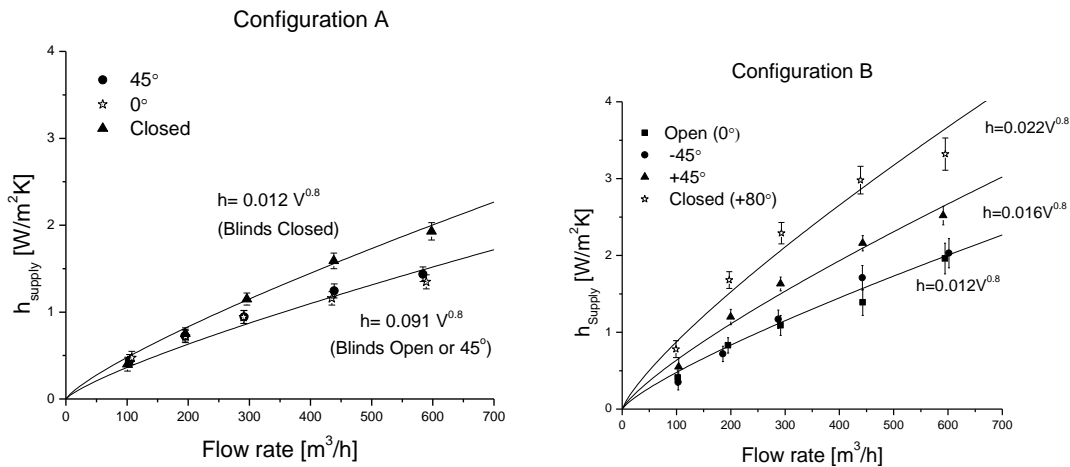 Configuration A
4
3
2
1
0
0 100 200 300 400 500 600 700
h_supply [W/m²K]
Flow rate [m³/h]
45°
0°
Closed
h= 0.012 V^0.8
(Blinds Closed)
h= 0.091 V^0.8
(Blinds Open or 45°)
Configuration B
4
3
2
1
0
0 100 200 300 400 500 600 700
h_Supply [W/m²K]
Flow rate [m³/h]
Open (0°)
-45°
+45°
Closed (+80°)
h=0.022V^0.8
h=0.016V^0.8
h=0.012V^0.8